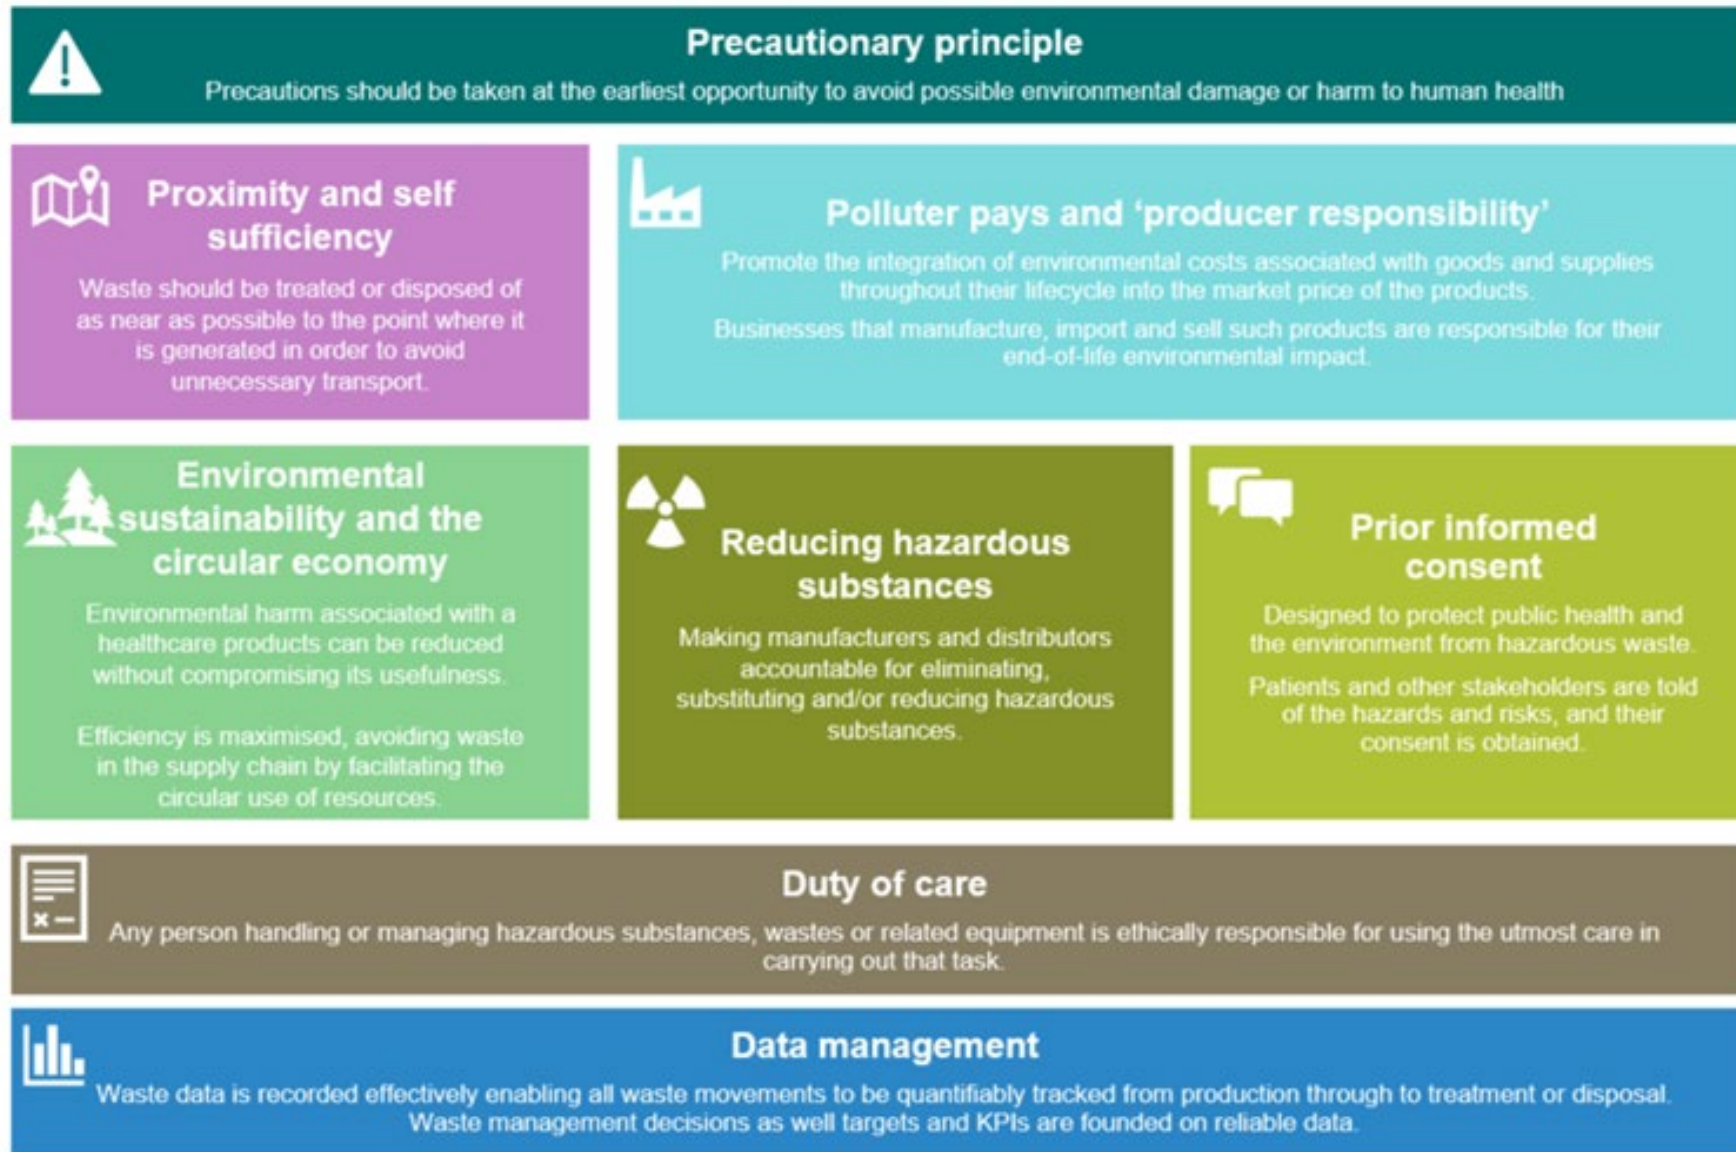 Precautionary principle
Precautions should be taken at the earliest opportunity to avoid possible environmental damage or harm to human health
Proximity and self
sufficiency
Waste should be treated or disposed of
as near as possible to the point where it
is generated in order to avoid
unnecessary transport.
Polluter pays and ‘producer responsibility’
Promote the integration of environmental costs associated with goods and supplies
throughout their lifecycle into the market price of the products.
Businesses that manufacture, import and sell such products are responsible for their
end-of-life environmental impact.
Environmental
sustainability and the
circular economy
Environmental harm associated with a
healthcare products can be reduced
without compromising its usefulness.
Efficiency is maximised, avoiding waste
in the supply chain by facilitating the
circular use of resources.
Reducing hazardous
substances
Making manufacturers and distributors
accountable for eliminating,
substituting and/or reducing hazardous
substances.
Prior informed
consent
Designed to protect public health and
the environment from hazardous waste.
Patients and other stakeholders are told
of the hazards and risks, and their
consent is obtained.
Duty of care
Any person handling or managing hazardous substances, wastes or related equipment is ethically responsible for using the utmost care in
carrying out that task.
Data management
Waste data is recorded effectively enabling all waste movements to be quantifiably tracked from production through to treatment or disposal.
Waste management decisions as well targets and KPIs are founded on reliable data.